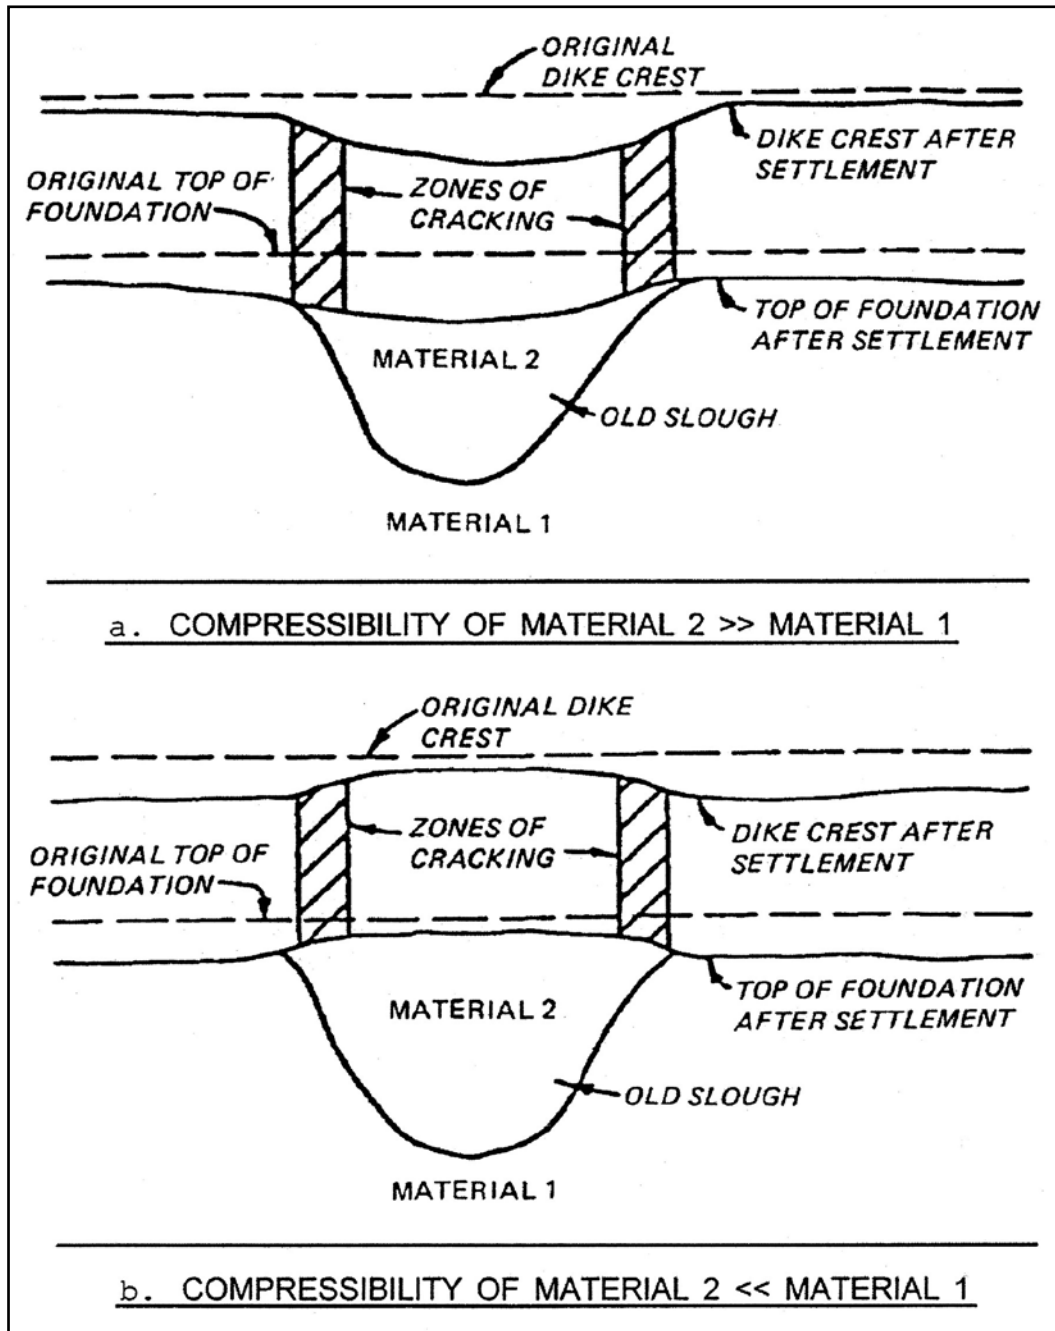 ORIGINAL
DIKE CREST
DIKE CREST AFTER
SETTLEMENT
ORIGINAL TOP OF
FOUNDATION
ZONES OF
CRACKING
TOP OF FOUNDATION
AFTER SETTLEMENT
MATERIAL 2
OLD SLOUGH
MATERIAL 1
a. COMPRESSIBILITY OF MATERIAL 2 >> MATERIAL 1
ORIGINAL DIKE
CREST
ZONES OF
CRACKING
DIKE CREST AFTER
SETTLEMENT
ORIGINAL TOP OF
FOUNDATION
TOP OF FOUNDATION
AFTER SETTLEMENT
MATERIAL 2
OLD SLOUGH
MATERIAL 1
b. COMPRESSIBILITY OF MATERIAL 2 << MATERIAL 1